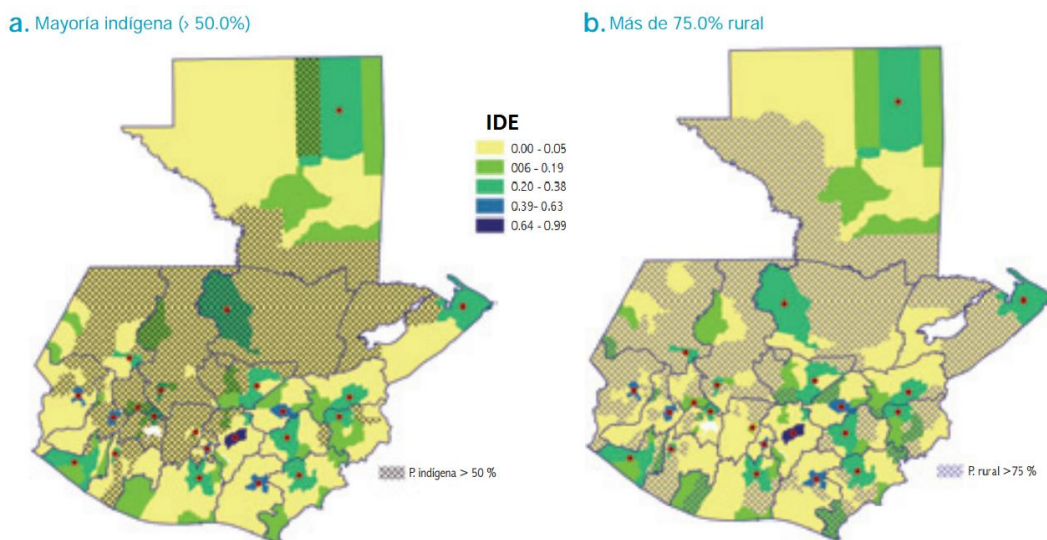 a. Mayoría indígena (› 50.0%)
b. Más de 75.0% rural
IDE
0.00 - 0.05
006 - 0.19
0.20 - 0.38
0.39- 0.63
0.64 - 0.99
P. indígena > 50 %
P. rural >75 %